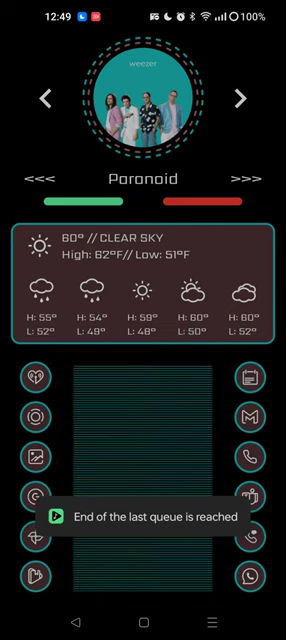 12:49
100%
weezer
<<< Paranoid >>>
60° // CLEAR SKY
High: 62°F// Low: 51°F
H: 55° H: 54° H: 59° H: 60° H: 60°
L: 52° L: 49° L: 48° L: 50° L: 52°
End of the last queue is reached